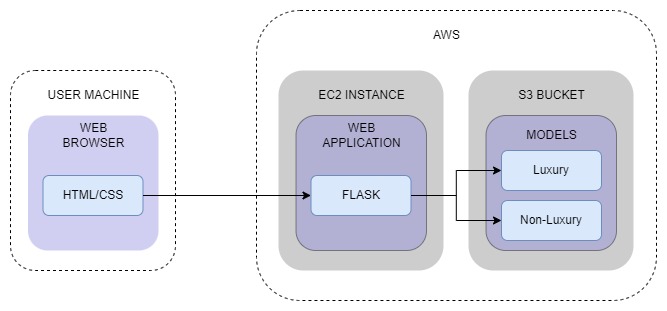 AWS
USER MACHINE
WEB
BROWSER
HTML/CSS
EC2 INSTANCE
WEB
APPLICATION
FLASK
S3 BUCKET
MODELS
Luxury
Non-Luxury